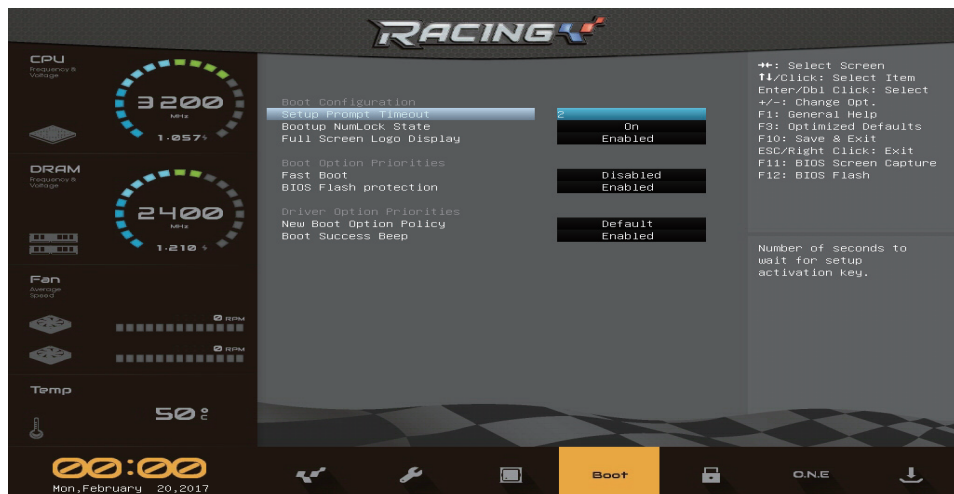 RACING
CPU
Frequency &
Voltage
3200
MHz
1.057
DRAM
Frequency &
Voltage
2400
MHz
1.210
Fan
Average
Speed
0 RPM
0 RPM
Temp
50 °C
00:00
Mon,February 20,2017
Boot Configuration
Setup Prompt Timeout 2
Bootup NumLock State On
Full Screen Logo Display Enabled
Boot Option Priorities
Fast Boot Disabled
BIOS Flash protection Enabled
Driver Option Priorities
New Boot Option Policy Default
Boot Success Beep Enabled
→←: Select Screen
↑↓/Click: Select Item
Enter/Dbl Click: Select
+/-: Change Opt.
F1: General Help
F3: Optimized Defaults
F10: Save & Exit
ESC/Right Click: Exit
F11: BIOS Screen Capture
F12: BIOS Flash
Number of seconds to
wait for setup
activation key.
Boot
O.N.E